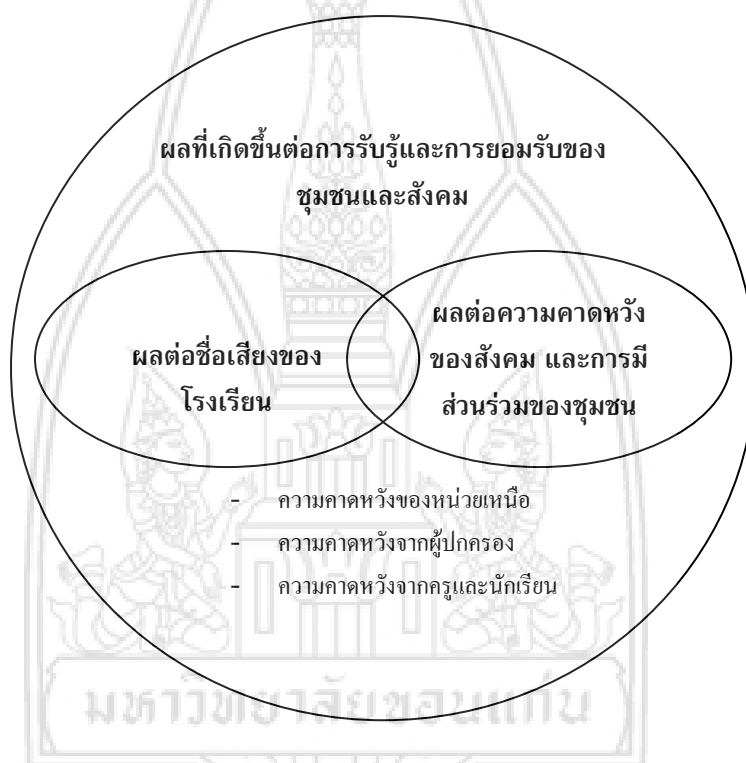 ผลที่เกิดขึ้นต่อการรับรู้และการยอมรับของ
ชุมชนและสังคม
ผลต่อชื่อเสียงของ
โรงเรียน
ผลต่อความคาดหวัง
ของสังคม และการมี
ส่วนร่วมของชุมชน
- ความคาดหวังของหน่วยเหนือ
- ความคาดหวังจากผู้ปกครอง
- ความคาดหวังจากครูและนักเรียน
มหาวิทยาลัยขอนแก่น